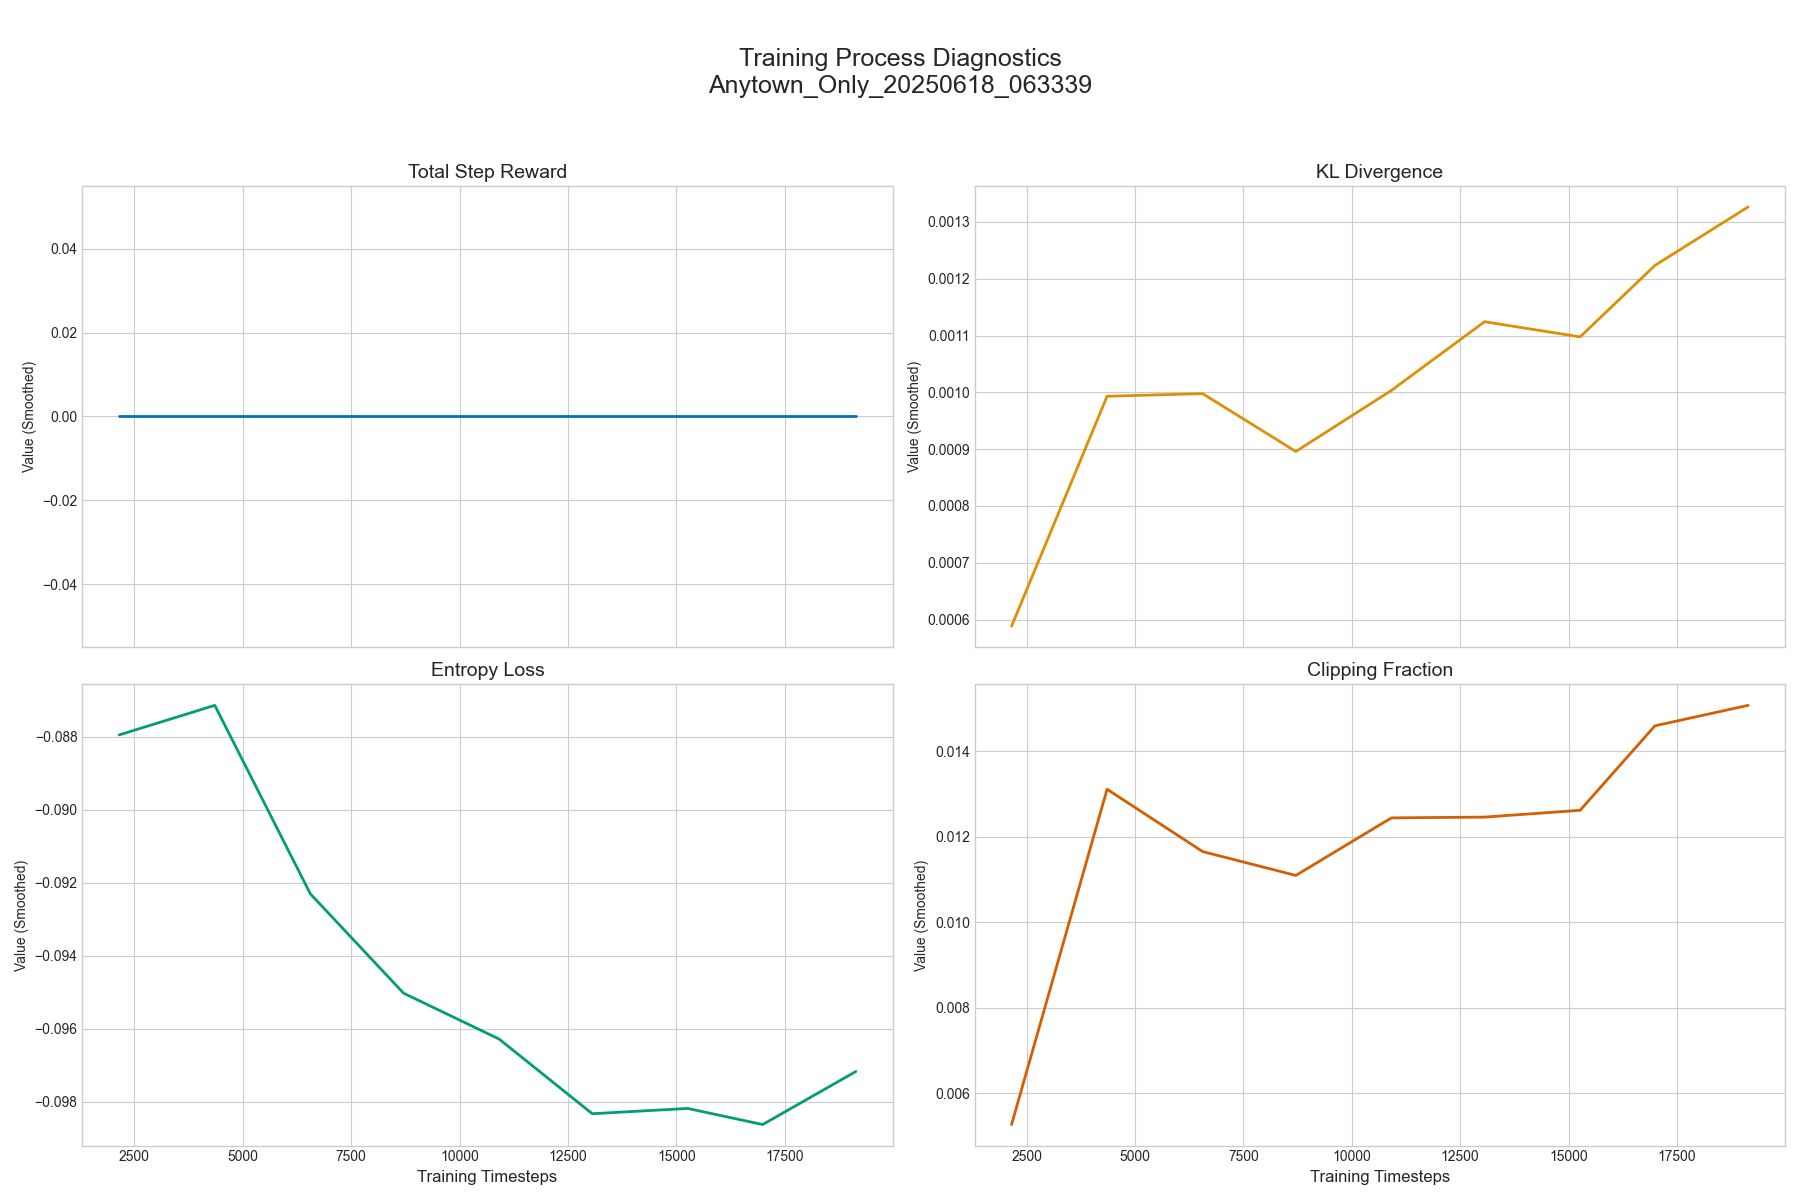 Training Process Diagnostics
Anytown_Only_20250618_063339
Total Step Reward
Value (Smoothed)
0.04
0.02
0.00
−0.02
−0.04
KL Divergence
Value (Smoothed)
0.0013
0.0012
0.0011
0.0010
0.0009
0.0008
0.0007
0.0006
Entropy Loss
Value (Smoothed)
−0.088
−0.090
−0.092
−0.094
−0.096
−0.098
2500 5000 7500 10000 12500 15000 17500
Training Timesteps
Clipping Fraction
Value (Smoothed)
0.014
0.012
0.010
0.008
0.006
2500 5000 7500 10000 12500 15000 17500
Training Timesteps